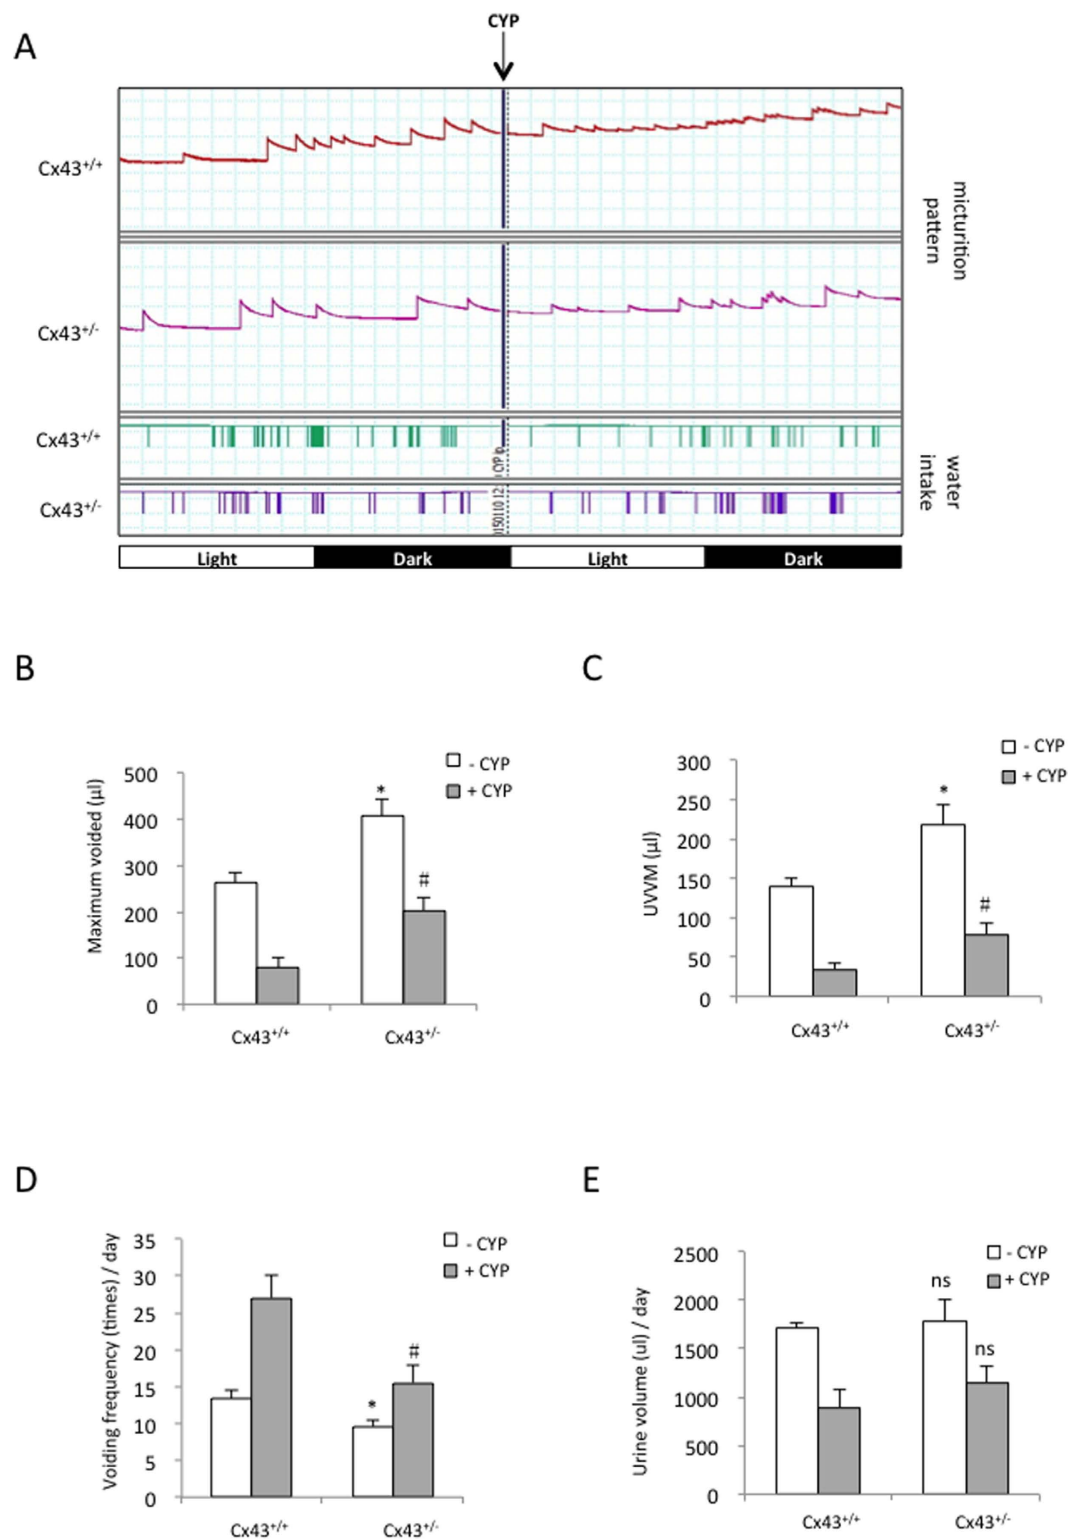 A
CYP
Cx43+/+
Cx43+/-
micturition
pattern
Cx43+/+
Cx43+/-
water
intake
CYP ip
Light
Dark
Light
Dark
B
Maximum voided (μl)
500
400
300
200
100
0
- CYP
+ CYP
*
#
Cx43+/+
Cx43+/-
C
UVVM (μl)
300
250
200
150
100
50
0
- CYP
+ CYP
*
#
Cx43+/+
Cx43+/-
D
Voiding frequency (times) / day
35
30
25
20
15
10
5
0
- CYP
+ CYP
*
#
Cx43+/+
Cx43+/-
E
Urine volume (ul) / day
2500
2000
1500
1000
500
0
- CYP
+ CYP
ns
ns
Cx43+/+
Cx43+/-